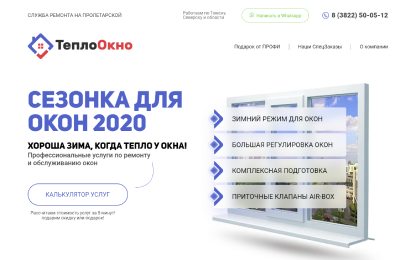 СЛУЖБА РЕМОНТА НА ПРОЛЕТАРСКОЙ
Работаем по Томску,
Северску и области
Написать в Whatsapp
8 (3822) 50-05-12
ТеплоОкно
Подарок от ПРОФИ
Наши СпецЗаказы
О компании
СЕЗОНКА ДЛЯ
ОКОН 2020
ХОРОША ЗИМА, КОГДА ТЕПЛО У ОКНА!
Профессиональные услуги по ремонту
и обслуживанию окон
КАЛЬКУЛЯТОР УСЛУГ
Рассчитаем стоимость услуг за 5 минут!
подарим скидку или подарок!
ЗИМНИЙ РЕЖИМ ДЛЯ ОКОН
БОЛЬШАЯ РЕГУЛИРОВКА ОКОН
КОМПЛЕКСНАЯ ПОДГОТОВКА
ПРИТОЧНЫЕ КЛАПАНЫ AIR-BOX